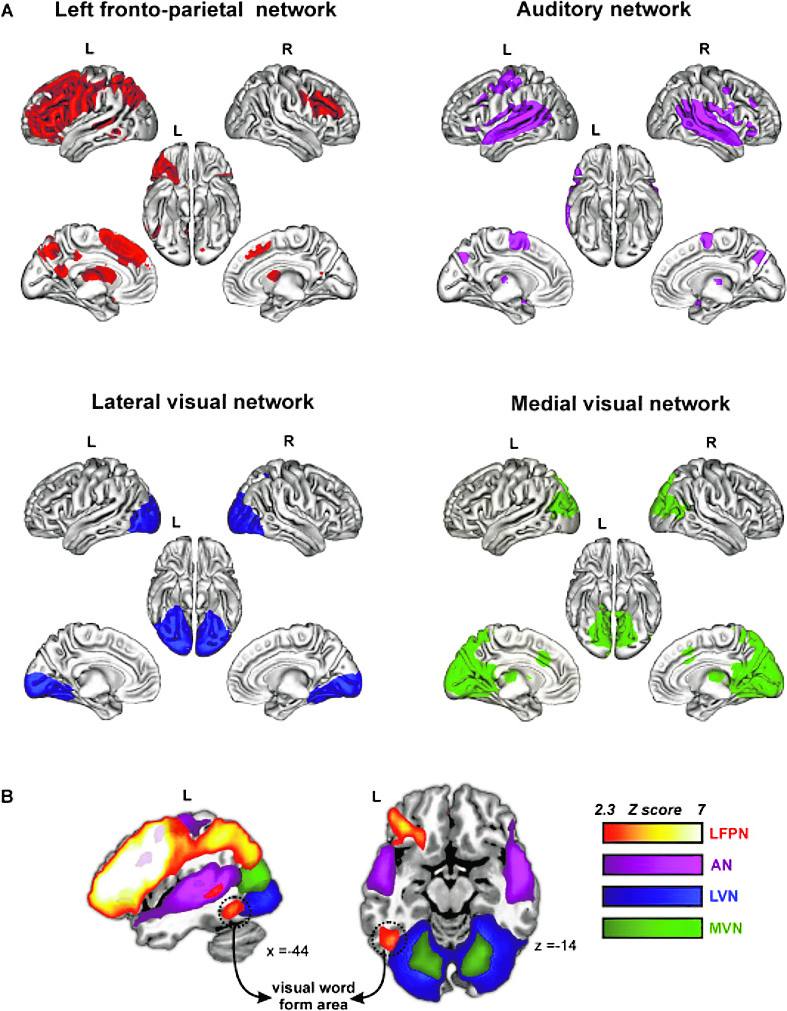 A
Left fronto-parietal network
Auditory network
L
R
L
R
L
L
Lateral visual network
Medial visual network
L
R
L
R
L
L
B
L
L
2.3 Z score 7
LFPN
AN
LVN
MVN
x =-44
z =-14
visual word
form area